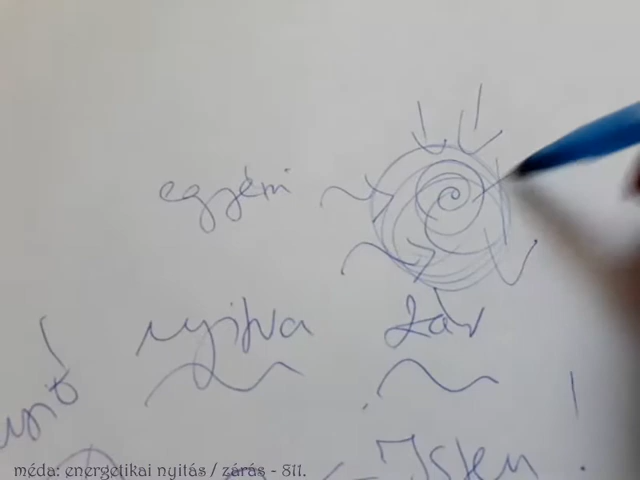 egyéni
nyitva zár
Isten !
méda: energetikai nyitás / zárás - 811.